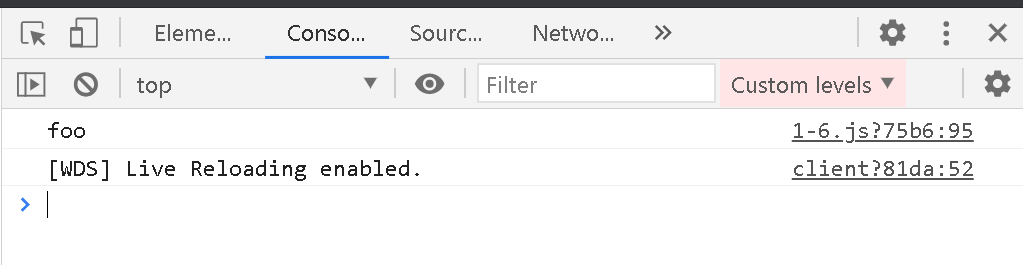 Eleme... Conso... Sourc... Netwo... »
top Filter Custom levels
foo 1-6.js?75b6:95
[WDS] Live Reloading enabled. client?81da:52
>